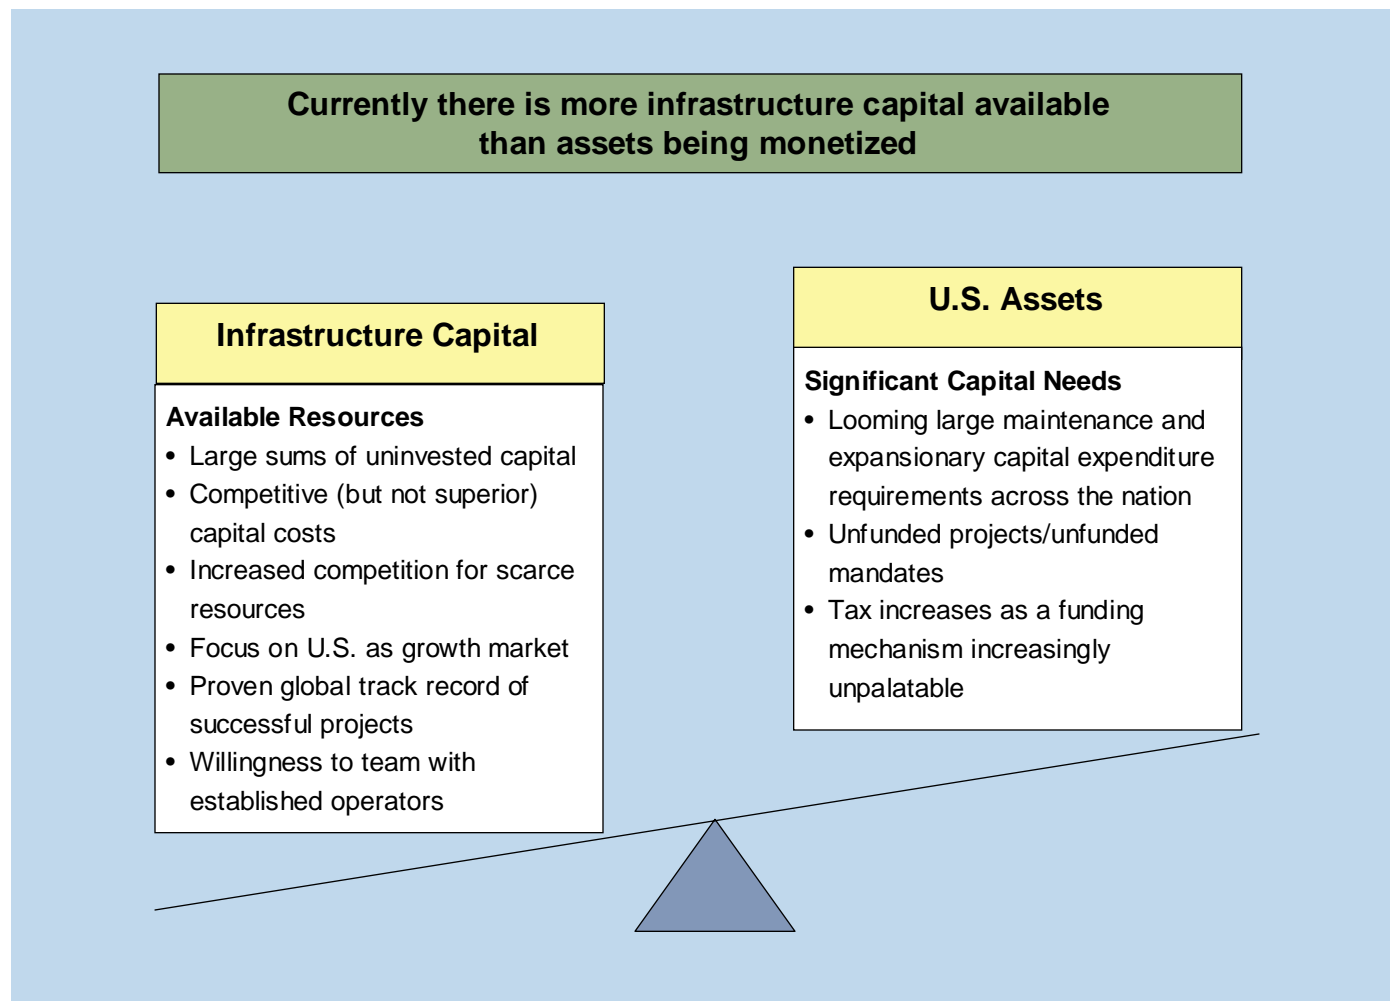 Currently there is more infrastructure capital available
than assets being monetized
Infrastructure Capital
Available Resources
• Large sums of uninvested capital
• Competitive (but not superior)
capital costs
• Increased competition for scarce
resources
• Focus on U.S. as growth market
• Proven global track record of
successful projects
• Willingness to team with
established operators
U.S. Assets
Significant Capital Needs
• Looming large maintenance and
expansionary capital expenditure
requirements across the nation
• Unfunded projects/unfunded
mandates
• Tax increases as a funding
mechanism increasingly
unpalatable